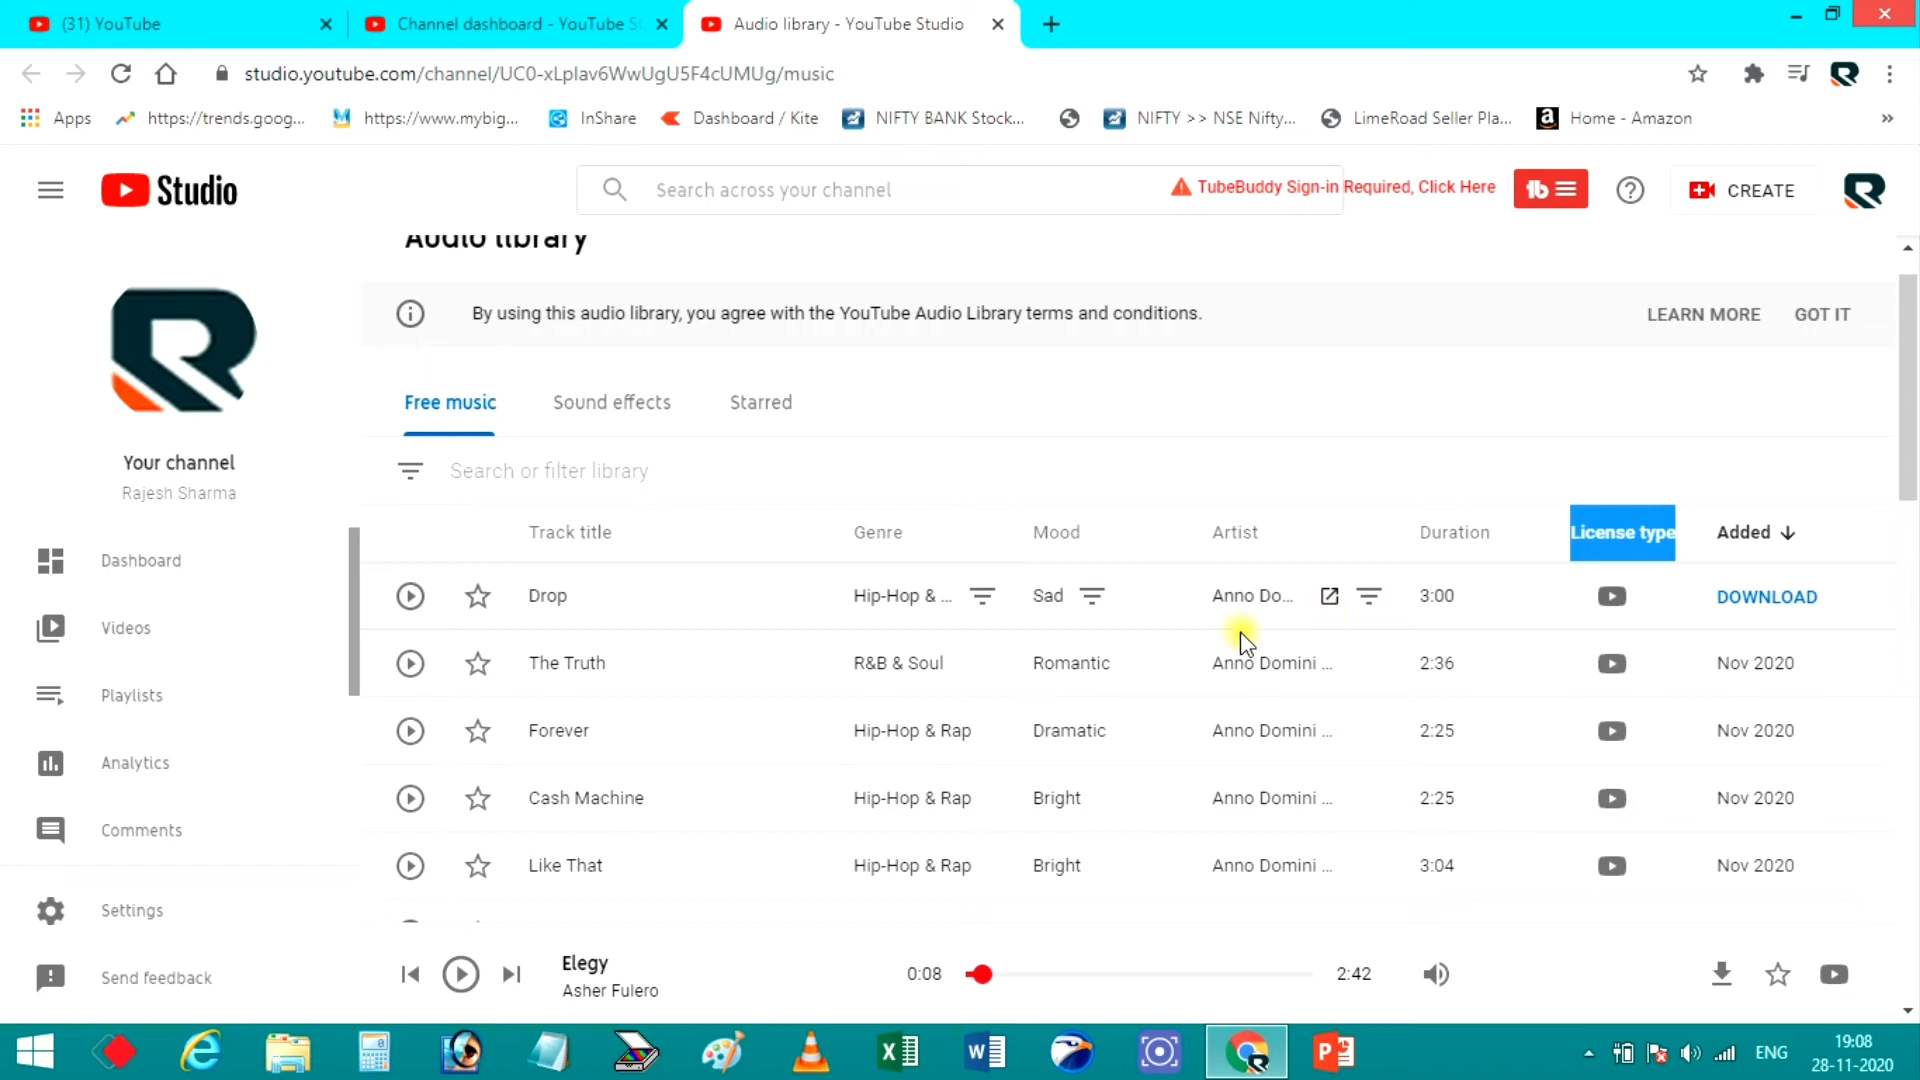 (31) YouTube
Channel dashboard - YouTube St
Audio library - YouTube Studio
studio.youtube.com/channel/UC0-xLpIav6WwUgU5F4cUMUg/music
Apps
https://trends.goog...
https://www.mybig...
InShare
Dashboard / Kite
NIFTY BANK Stock...
NIFTY >> NSE Nifty...
LimeRoad Seller Pla...
Home - Amazon
»
Studio
Search across your channel
TubeBuddy Sign-in Required, Click Here
CREATE
Audio library
By using this audio library, you agree with the YouTube Audio Library terms and conditions.
LEARN MORE
GOT IT
Your channel
Rajesh Sharma
Dashboard
Videos
Playlists
Analytics
Comments
Settings
Send feedback
Free music
Sound effects
Starred
Search or filter library
Track title Genre Mood Artist Duration License type Added
Drop Hip-Hop & ... Sad Anno Do... 3:00 DOWNLOAD
The Truth R&B & Soul Romantic Anno Domini ... 2:36 Nov 2020
Forever Hip-Hop & Rap Dramatic Anno Domini ... 2:25 Nov 2020
Cash Machine Hip-Hop & Rap Bright Anno Domini ... 2:25 Nov 2020
Like That Hip-Hop & Rap Bright Anno Domini ... 3:04 Nov 2020
Elegy
Asher Fulero
0:08
2:42
ENG
19:08
28-11-2020